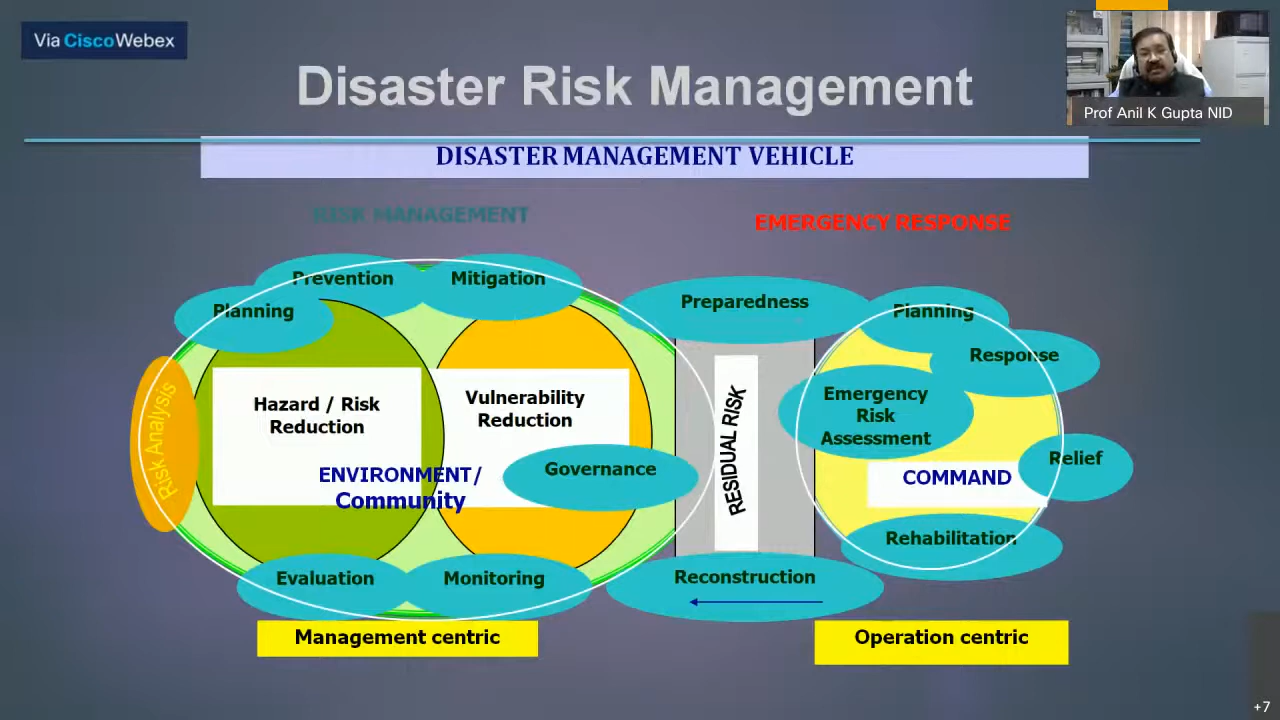 Via CiscoWebex
Disaster Risk Management
Prof Anil K Gupta NID
DISASTER MANAGEMENT VEHICLE
RISK MANAGEMENT
EMERGENCY RESPONSE
Prevention
Mitigation
Planning
Preparedness
Planning
Response
Risk Analysis
Hazard / Risk
Reduction
Vulnerability
Reduction
RESIDUAL RISK
Emergency
Risk
Assessment
Governance
ENVIRONMENT/
Community
COMMAND
Relief
Rehabilitation
Evaluation
Monitoring
Reconstruction
Management centric
Operation centric
+7